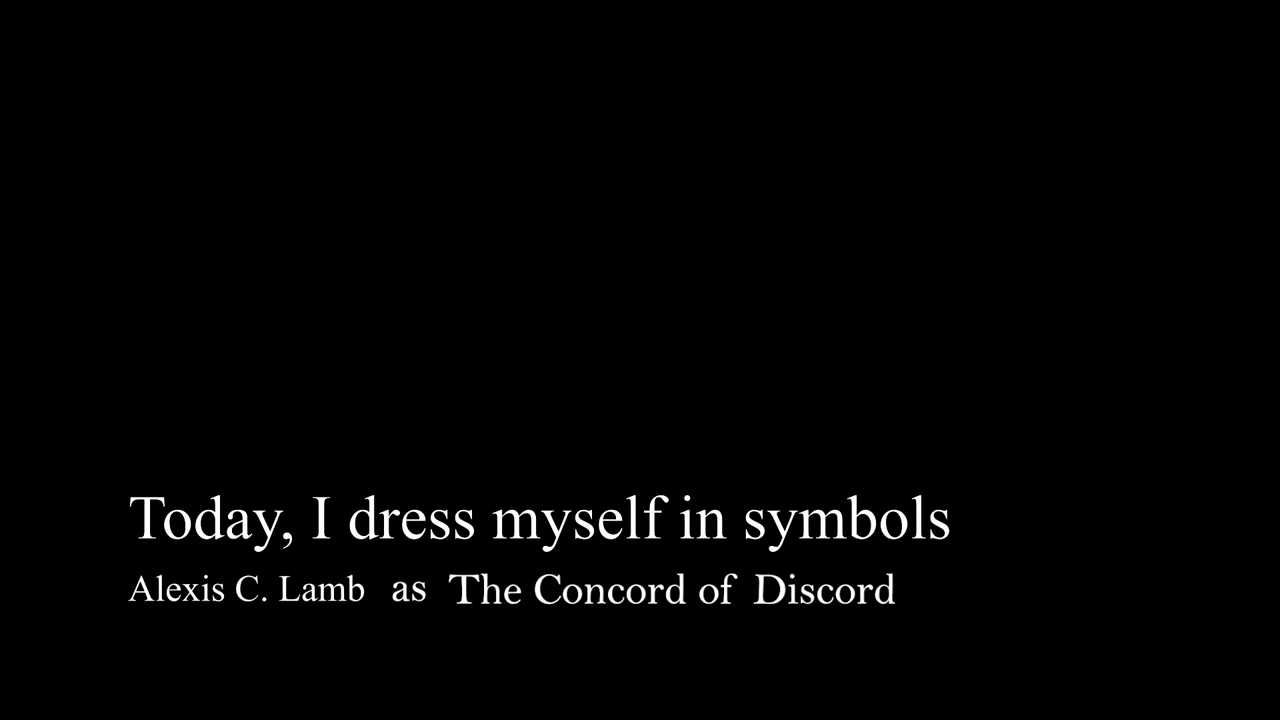 Today, I dress myself in symbols
Alexis C. Lamb as The Concord of Discord